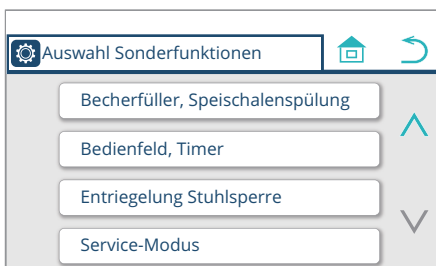 Auswahl Sonderfunktionen
Becherfüller, Speischalenspülung
Bedienfeld, Timer
Entriegelung Stuhlsperre
Service-Modus